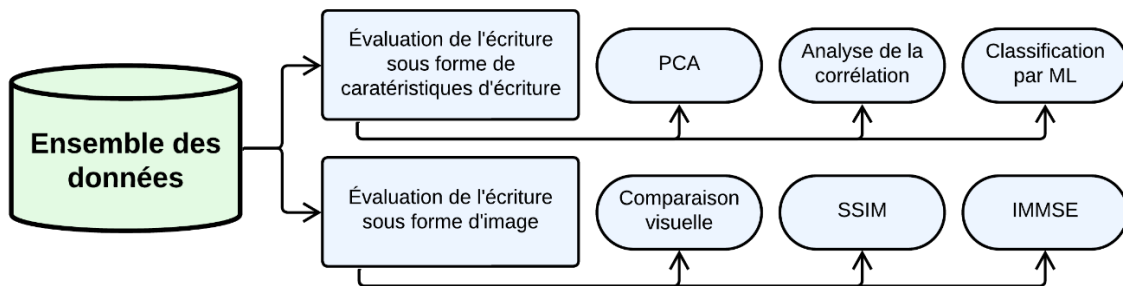 Ensemble des
données
Évaluation de l'écriture
sous forme de
caratéristiques d'écriture
PCA
Analyse de la
corrélation
Classification
par ML
Évaluation de l'écriture
sous forme d'image
Comparaison
visuelle
SSIM
IMMSE